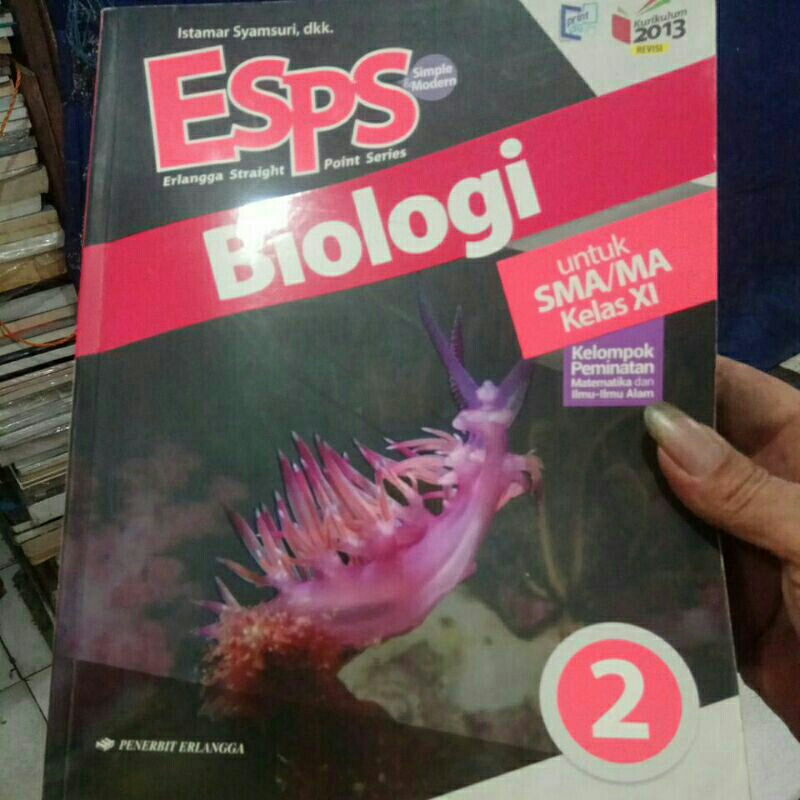 Istamar Syamsuri, dkk.
print
Kurikulum
2013
REVISI
ESPS
Simple
& Modern
Erlangga Straight Point Series
Biologi
untuk
SMA/MA
Kelas XI
Kelompok
Peminatan
Matematika dan
Ilmu-Ilmu Alam
2
PENERBIT ERLANGGA